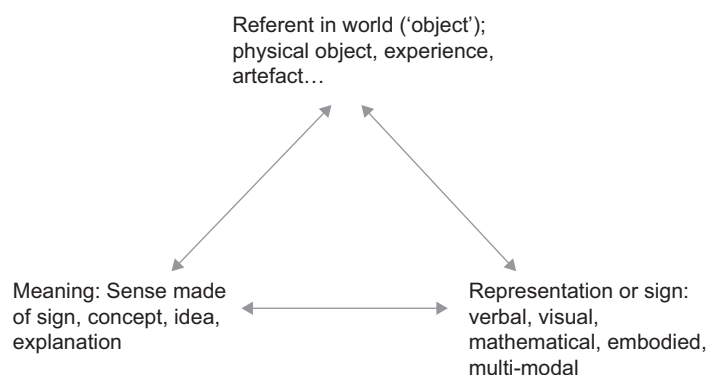 Referent in world (‘object’);
physical object, experience,
artefact…
Meaning: Sense made
of sign, concept, idea,
explanation
Representation or sign:
verbal, visual,
mathematical, embodied,
multi-modal